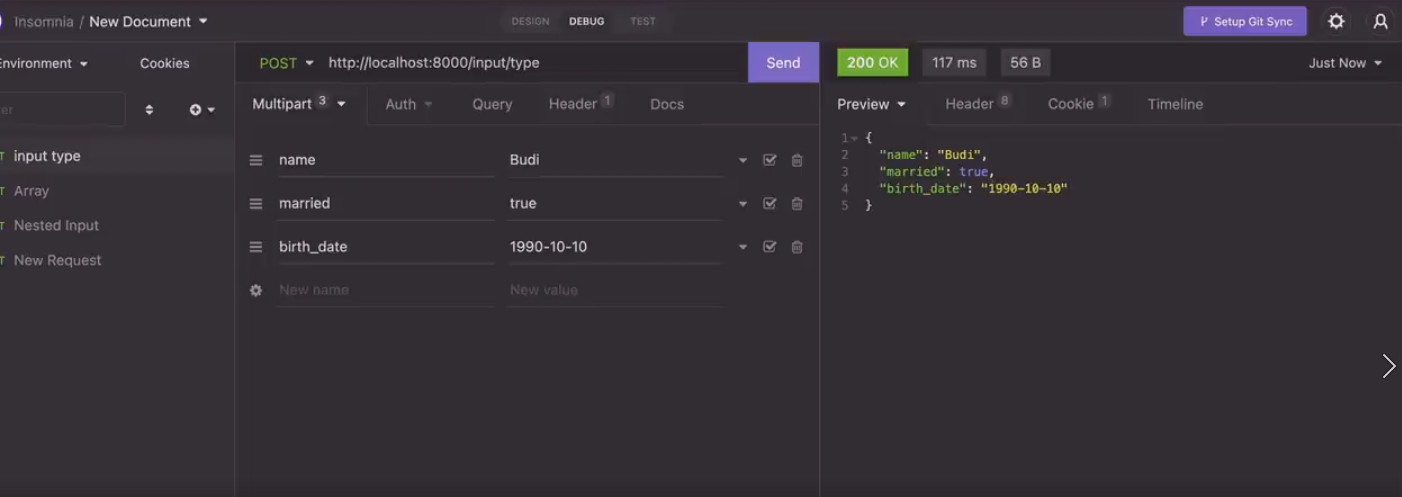 Insomnia / New Document
DESIGN DEBUG TEST
Setup Git Sync
Cookies
POST http://localhost:8000/input/type
Send
200 OK 117 ms 56 B
Just Now
Multipart 3 Auth Query Header 1 Docs
Preview Header 8 Cookie 1 Timeline
input type
Array
Nested Input
New Request
name Budi
married true
birth_date 1990-10-10
New name New value
1 {
2 "name": "Budi",
3 "married": true,
4 "birth_date": "1990-10-10"
5 }